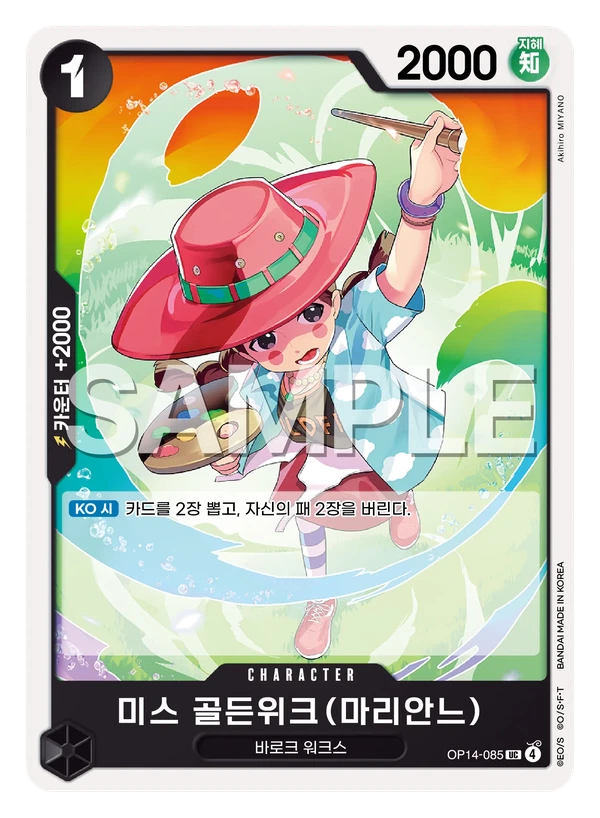 1
2000
지혜
知
Akihiro MIYANO
카운터 +2000
SAMPLE
KO 시 카드를 2장 뽑고, 자신의 패 2장을 버린다.
CHARACTER
미스 골든위크(마리안느)
바로크 워크스
OP14-085 UC 4
BANDAI MADE IN KOREA
©EO/S ©O/S·F·T